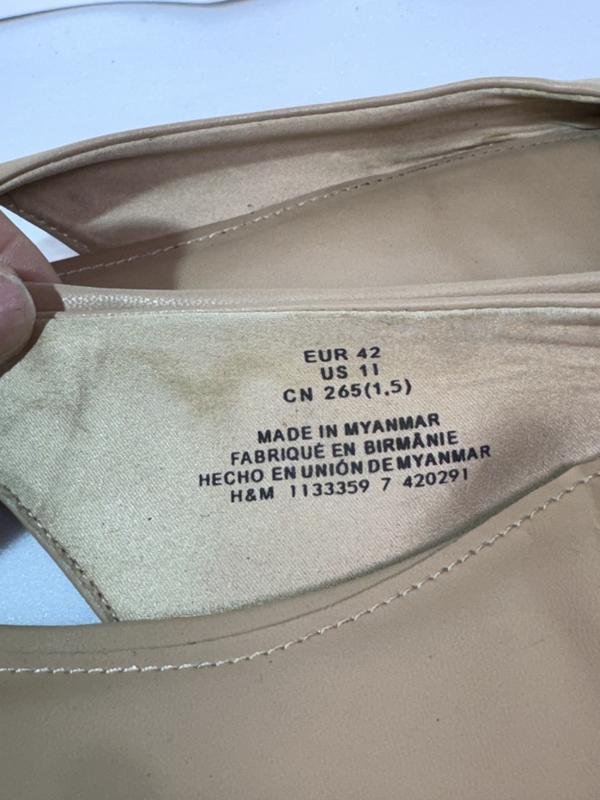 EUR 42
US 11
CN 265(1.5)
MADE IN MYANMAR
FABRIQUÉ EN BIRMÂNIE
HECHO EN UNIÓN DE MYANMAR
H&M 1133359 7 420291